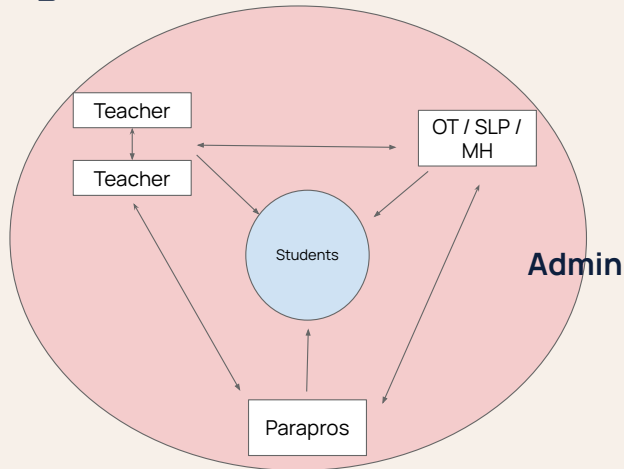 Teacher
OT / SLP /
MH
Teacher
Students
Admin
Parapros